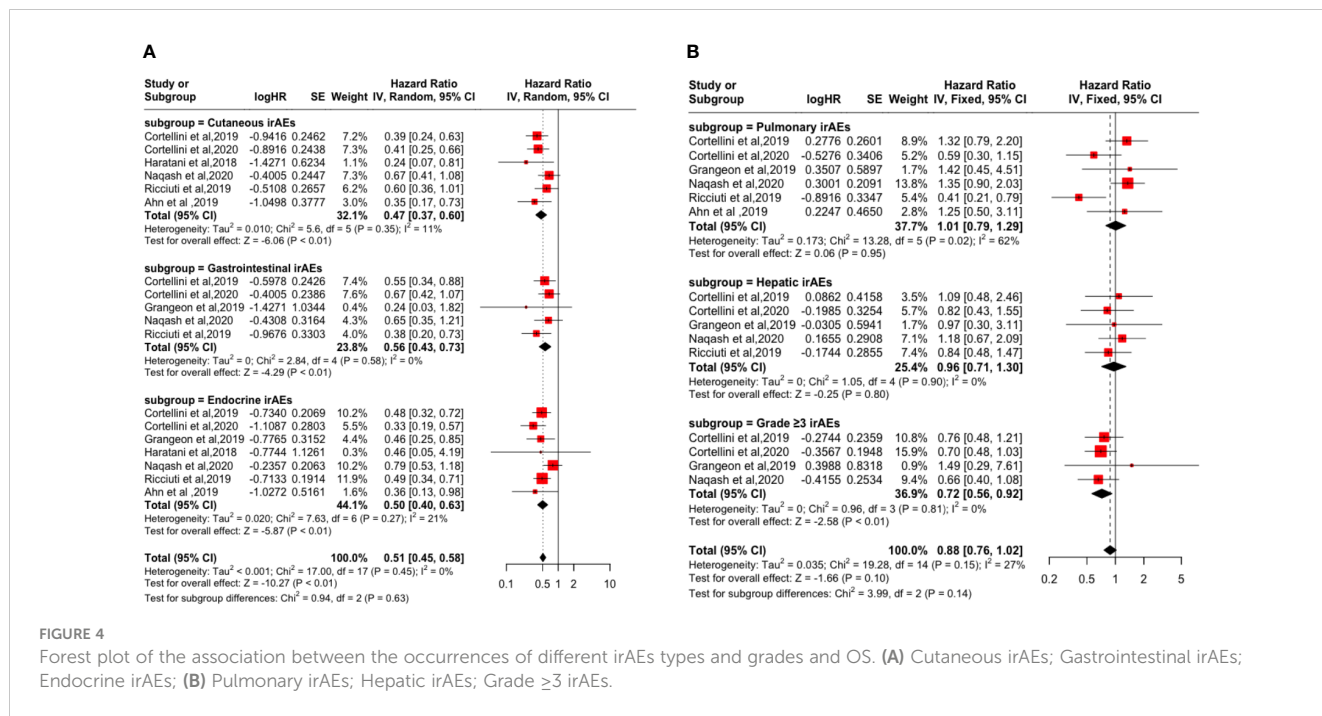 A
Study or Subgroup logHR SE Weight Hazard Ratio IV, Random, 95% CI Hazard Ratio IV, Random, 95% CI
subgroup = Cutaneous irAEs
Cortellini et al,2019 -0.9416 0.2462 7.2% 0.39 [0.24, 0.63]
Cortellini et al,2020 -0.8916 0.2438 7.3% 0.41 [0.25, 0.66]
Haratani et al,2018 -1.4271 0.6234 1.1% 0.24 [0.07, 0.81]
Naqash et al,2020 -0.4005 0.2447 7.2% 0.67 [0.41, 1.08]
Ricciuti et al,2019 -0.5108 0.2657 6.2% 0.60 [0.36, 1.01]
Ahn et al ,2019 -1.0498 0.3777 3.0% 0.35 [0.17, 0.73]
Total (95% CI) 32.1% 0.47 [0.37, 0.60]
Heterogeneity: Tau² = 0.010; Chi² = 5.6, df = 5 (P = 0.35); I² = 11%
Test for overall effect: Z = -6.06 (P < 0.01)
subgroup = Gastrointestinal irAEs
Cortellini et al,2019 -0.5978 0.2426 7.4% 0.55 [0.34, 0.88]
Cortellini et al,2020 -0.4005 0.2386 7.6% 0.67 [0.42, 1.07]
Grangeon et al,2019 -1.4271 1.0344 0.4% 0.24 [0.03, 1.82]
Naqash et al,2020 -0.4308 0.3164 4.3% 0.65 [0.35, 1.21]
Ricciuti et al,2019 -0.9676 0.3303 4.0% 0.38 [0.20, 0.73]
Total (95% CI) 23.8% 0.56 [0.43, 0.73]
Heterogeneity: Tau² = 0; Chi² = 2.84, df = 4 (P = 0.58); I² = 0%
Test for overall effect: Z = -4.29 (P < 0.01)
subgroup = Endocrine irAEs
Cortellini et al,2019 -0.7340 0.2069 10.2% 0.48 [0.32, 0.72]
Cortellini et al,2020 -1.1087 0.2803 5.5% 0.33 [0.19, 0.57]
Grangeon et al,2019 -0.7765 0.3152 4.4% 0.46 [0.25, 0.85]
Haratani et al,2018 -0.7744 1.1261 0.3% 0.46 [0.05, 4.19]
Naqash et al,2020 -0.2357 0.2063 10.2% 0.79 [0.53, 1.18]
Ricciuti et al,2019 -0.7133 0.1914 11.9% 0.49 [0.34, 0.71]
Ahn et al ,2019 -1.0272 0.5161 1.6% 0.36 [0.13, 0.98]
Total (95% CI) 44.1% 0.50 [0.40, 0.63]
Heterogeneity: Tau² = 0.020; Chi² = 7.63, df = 6 (P = 0.27); I² = 21%
Test for overall effect: Z = -5.87 (P < 0.01)
Total (95% CI) 100.0% 0.51 [0.45, 0.58]
Heterogeneity: Tau² < 0.001; Chi² = 17.00, df = 17 (P = 0.45); I² = 0%
Test for overall effect: Z = -10.27 (P < 0.01)
Test for subgroup differences: Chi² = 0.94, df = 2 (P = 0.63)
0.1 0.5 1 2 10
B
Study or Subgroup logHR SE Weight Hazard Ratio IV, Fixed, 95% CI Hazard Ratio IV, Fixed, 95% CI
subgroup = Pulmonary irAEs
Cortellini et al,2019 0.2776 0.2601 8.9% 1.32 [0.79, 2.20]
Cortellini et al,2020 -0.5276 0.3406 5.2% 0.59 [0.30, 1.15]
Grangeon et al,2019 0.3507 0.5897 1.7% 1.42 [0.45, 4.51]
Naqash et al,2020 0.3001 0.2091 13.8% 1.35 [0.90, 2.03]
Ricciuti et al,2019 -0.8916 0.3347 5.4% 0.41 [0.21, 0.79]
Ahn et al ,2019 0.2247 0.4650 2.8% 1.25 [0.50, 3.11]
Total (95% CI) 37.7% 1.01 [0.79, 1.29]
Heterogeneity: Tau² = 0.173; Chi² = 13.28, df = 5 (P = 0.02); I² = 62%
Test for overall effect: Z = 0.06 (P = 0.95)
subgroup = Hepatic irAEs
Cortellini et al,2019 0.0862 0.4158 3.5% 1.09 [0.48, 2.46]
Cortellini et al,2020 -0.1985 0.3254 5.7% 0.82 [0.43, 1.55]
Grangeon et al,2019 -0.0305 0.5941 1.7% 0.97 [0.30, 3.11]
Naqash et al,2020 0.1655 0.2908 7.1% 1.18 [0.67, 2.09]
Ricciuti et al,2019 -0.1744 0.2855 7.4% 0.84 [0.48, 1.47]
Total (95% CI) 25.4% 0.96 [0.71, 1.30]
Heterogeneity: Tau² = 0; Chi² = 1.05, df = 4 (P = 0.90); I² = 0%
Test for overall effect: Z = -0.25 (P = 0.80)
subgroup = Grade ≥3 irAEs
Cortellini et al,2019 -0.2744 0.2359 10.8% 0.76 [0.48, 1.21]
Cortellini et al,2020 -0.3567 0.1948 15.9% 0.70 [0.48, 1.03]
Grangeon et al,2019 0.3988 0.8318 0.9% 1.49 [0.29, 7.61]
Naqash et al,2020 -0.4155 0.2534 9.4% 0.66 [0.40, 1.08]
Total (95% CI) 36.9% 0.72 [0.56, 0.92]
Heterogeneity: Tau² = 0; Chi² = 0.96, df = 3 (P = 0.81); I² = 0%
Test for overall effect: Z = -2.58 (P < 0.01)
Total (95% CI) 100.0% 0.88 [0.76, 1.02]
Heterogeneity: Tau² = 0.035; Chi² = 19.28, df = 14 (P = 0.15); I² = 27%
Test for overall effect: Z = -1.66 (P = 0.10)
Test for subgroup differences: Chi² = 3.99, df = 2 (P = 0.14)
0.2 0.5 1 2 5
FIGURE 4
Forest plot of the association between the occurrences of different irAEs types and grades and OS. (A) Cutaneous irAEs; Gastrointestinal irAEs;
Endocrine irAEs; (B) Pulmonary irAEs; Hepatic irAEs; Grade ≥3 irAEs.